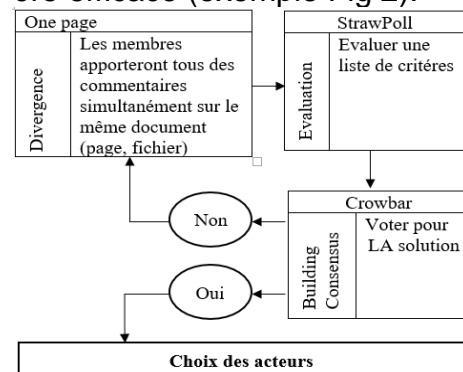 ère efficace (exemple Fig 2).
One page
Divergence
Les membres
apporteront tous des
commentaires
simultanément sur le
même document
(page, fichier)
StrawPoll
Evaluation
Evaluer une
liste de critéres
Crowbar
Building
Consensus
Voter pour
LA solution
Non
Oui
Choix des acteurs